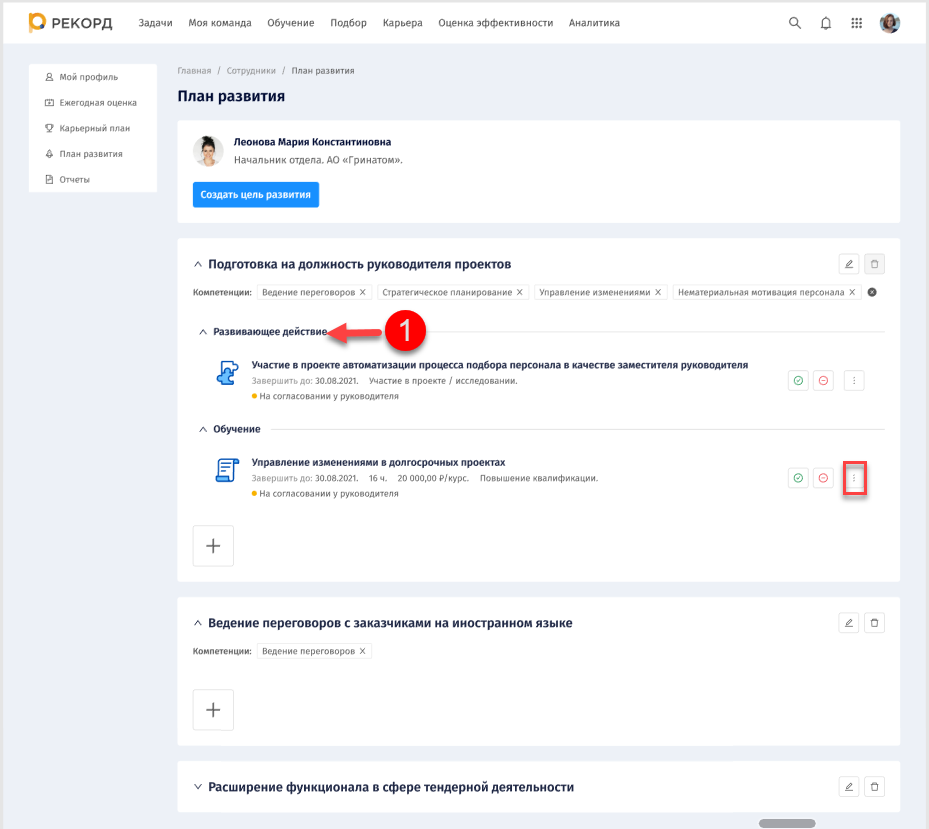 РЕКОРД Задачи Моя команда Обучение Подбор Карьера Оценка эффективности Аналитика
Мой профиль
Ежегодная оценка
Карьерный план
План развития
Отчеты
Главная / Сотрудники / План развития
План развития
Леонова Мария Константиновна
Начальник отдела. АО «Гринатом».
Создать цель развития
Подготовка на должность руководителя проектов
Компетенции: Ведение переговоров X Стратегическое планирование X Управление изменениями X Нематериальная мотивация персонала X
Развивающее действие 1
Участие в проекте автоматизации процесса подбора персонала в качестве заместителя руководителя
Завершить до: 30.08.2021. Участие в проекте / исследовании.
На согласовании у руководителя
Обучение
Управление изменениями в долгосрочных проектах
Завершить до: 30.08.2021. 16 ч. 20 000,00 ₽/курс. Повышение квалификации.
На согласовании у руководителя
Ведение переговоров с заказчиками на иностранном языке
Компетенции: Ведение переговоров X
Расширение функционала в сфере тендерной деятельности